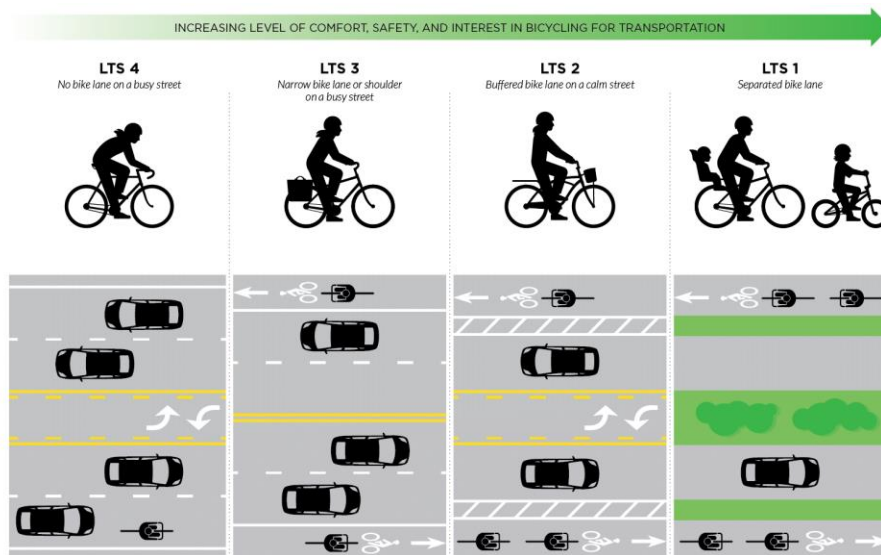 INCREASING LEVEL OF COMFORT, SAFETY, AND INTEREST IN BICYCLING FOR TRANSPORTATION
LTS 4
No bike lane on a busy street
LTS 3
Narrow bike lane or shoulder
on a busy street
LTS 2
Buffered bike lane on a calm street
LTS 1
Separated bike lane